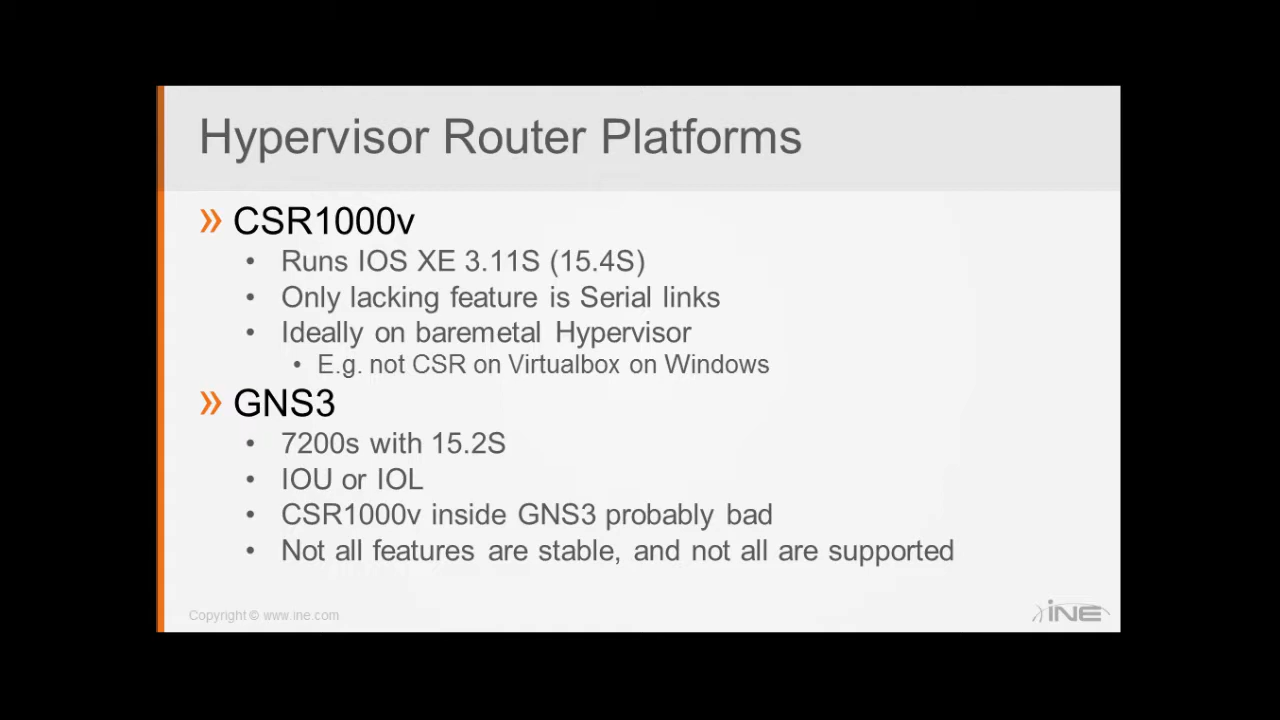 Hypervisor Router Platforms
» CSR1000v
• Runs IOS XE 3.11S (15.4S)
• Only lacking feature is Serial links
• Ideally on baremetal Hypervisor
• E.g. not CSR on Virtualbox on Windows
» GNS3
• 7200s with 15.2S
• IOU or IOL
• CSR1000v inside GNS3 probably bad
• Not all features are stable, and not all are supported
Copyright © www.ine.com
iNE